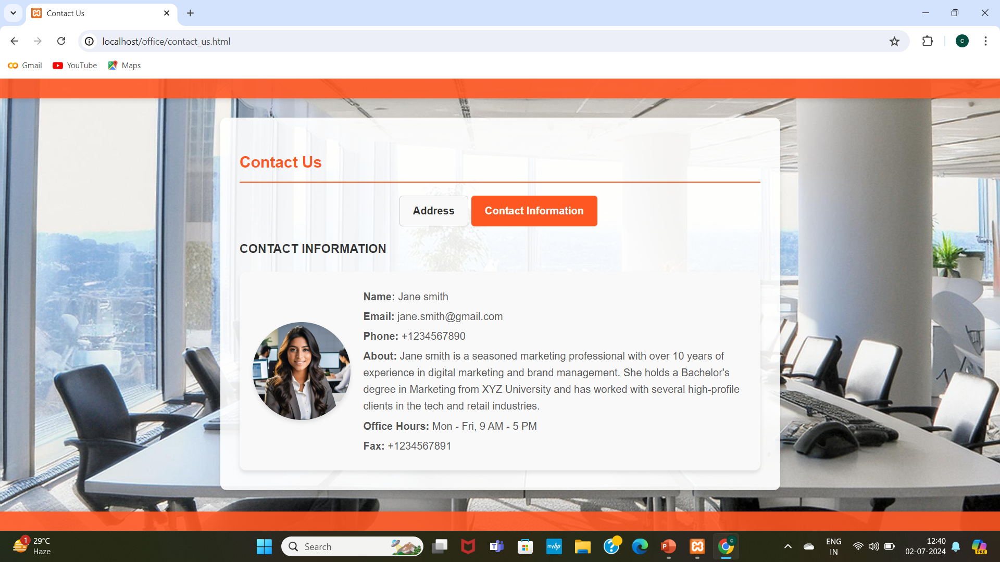 Contact Us
localhost/office/contact_us.html
C
Gmail YouTube Maps
Contact Us
Address Contact Information
CONTACT INFORMATION
Name: Jane smith
Email: jane.smith@gmail.com
Phone: +1234567890
About: Jane smith is a seasoned marketing professional with over 10 years of
experience in digital marketing and brand management. She holds a Bachelor's
degree in Marketing from XYZ University and has worked with several high-profile
clients in the tech and retail industries.
Office Hours: Mon - Fri, 9 AM - 5 PM
Fax: +1234567891
1
29°C
Haze
Search
T
myhp
?
P
C
ENG
IN
12:40
02-07-2024
PRE